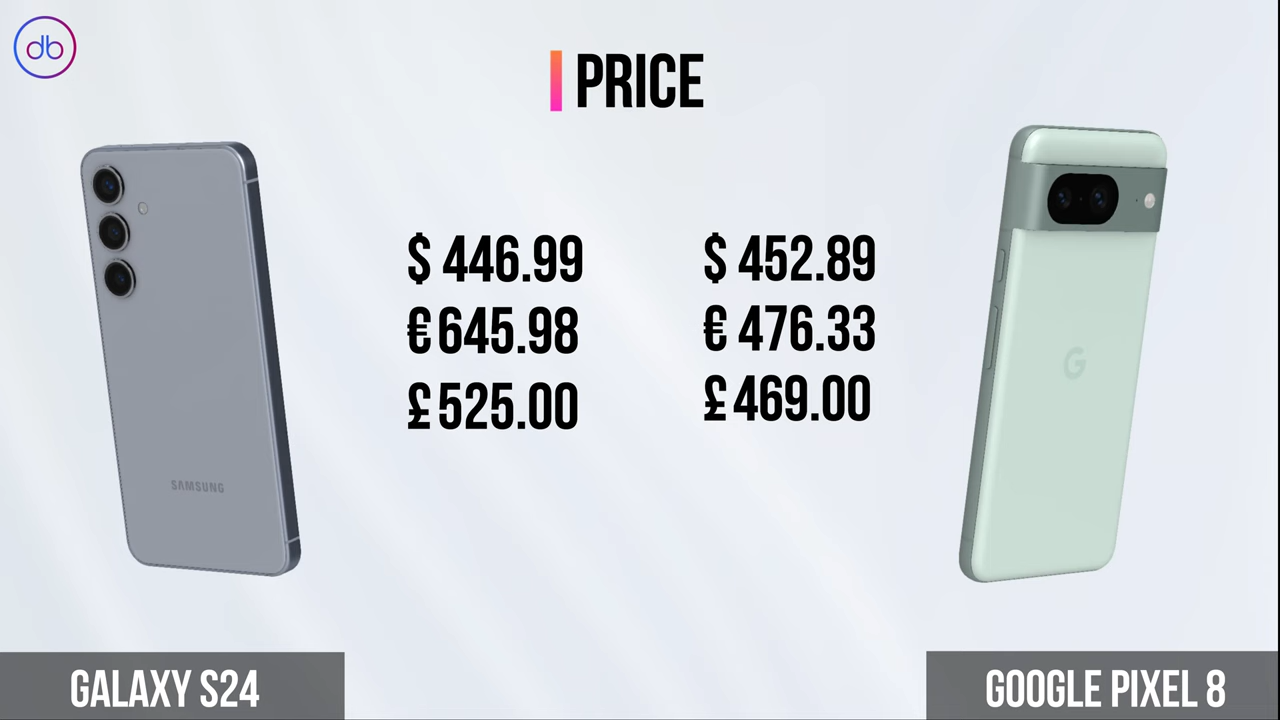 db
PRICE
$ 446.99
€ 645.98
£ 525.00
$ 452.89
€ 476.33
£ 469.00
SAMSUNG
G
GALAXY S24
GOOGLE PIXEL 8